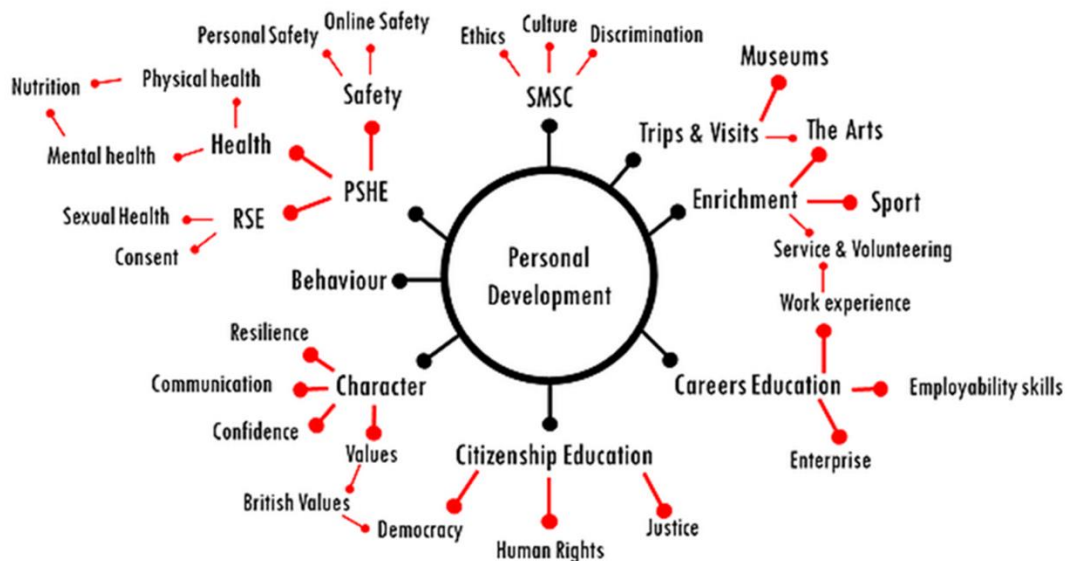 Online Safety
Culture
Personal Safety
Ethics
Discrimination
Museums
Nutrition
Physical health
Safety
SMSC
Trips & Visits
The Arts
Mental health
Health
PSHE
Enrichment
Sport
Sexual Health
RSE
Consent
Service & Volunteering
Personal
Development
Behaviour
Work experience
Resilience
Communication
Character
Careers Education
Employability skills
Confidence
Values
Citizenship Education
Enterprise
British Values
Democracy
Human Rights
Justice